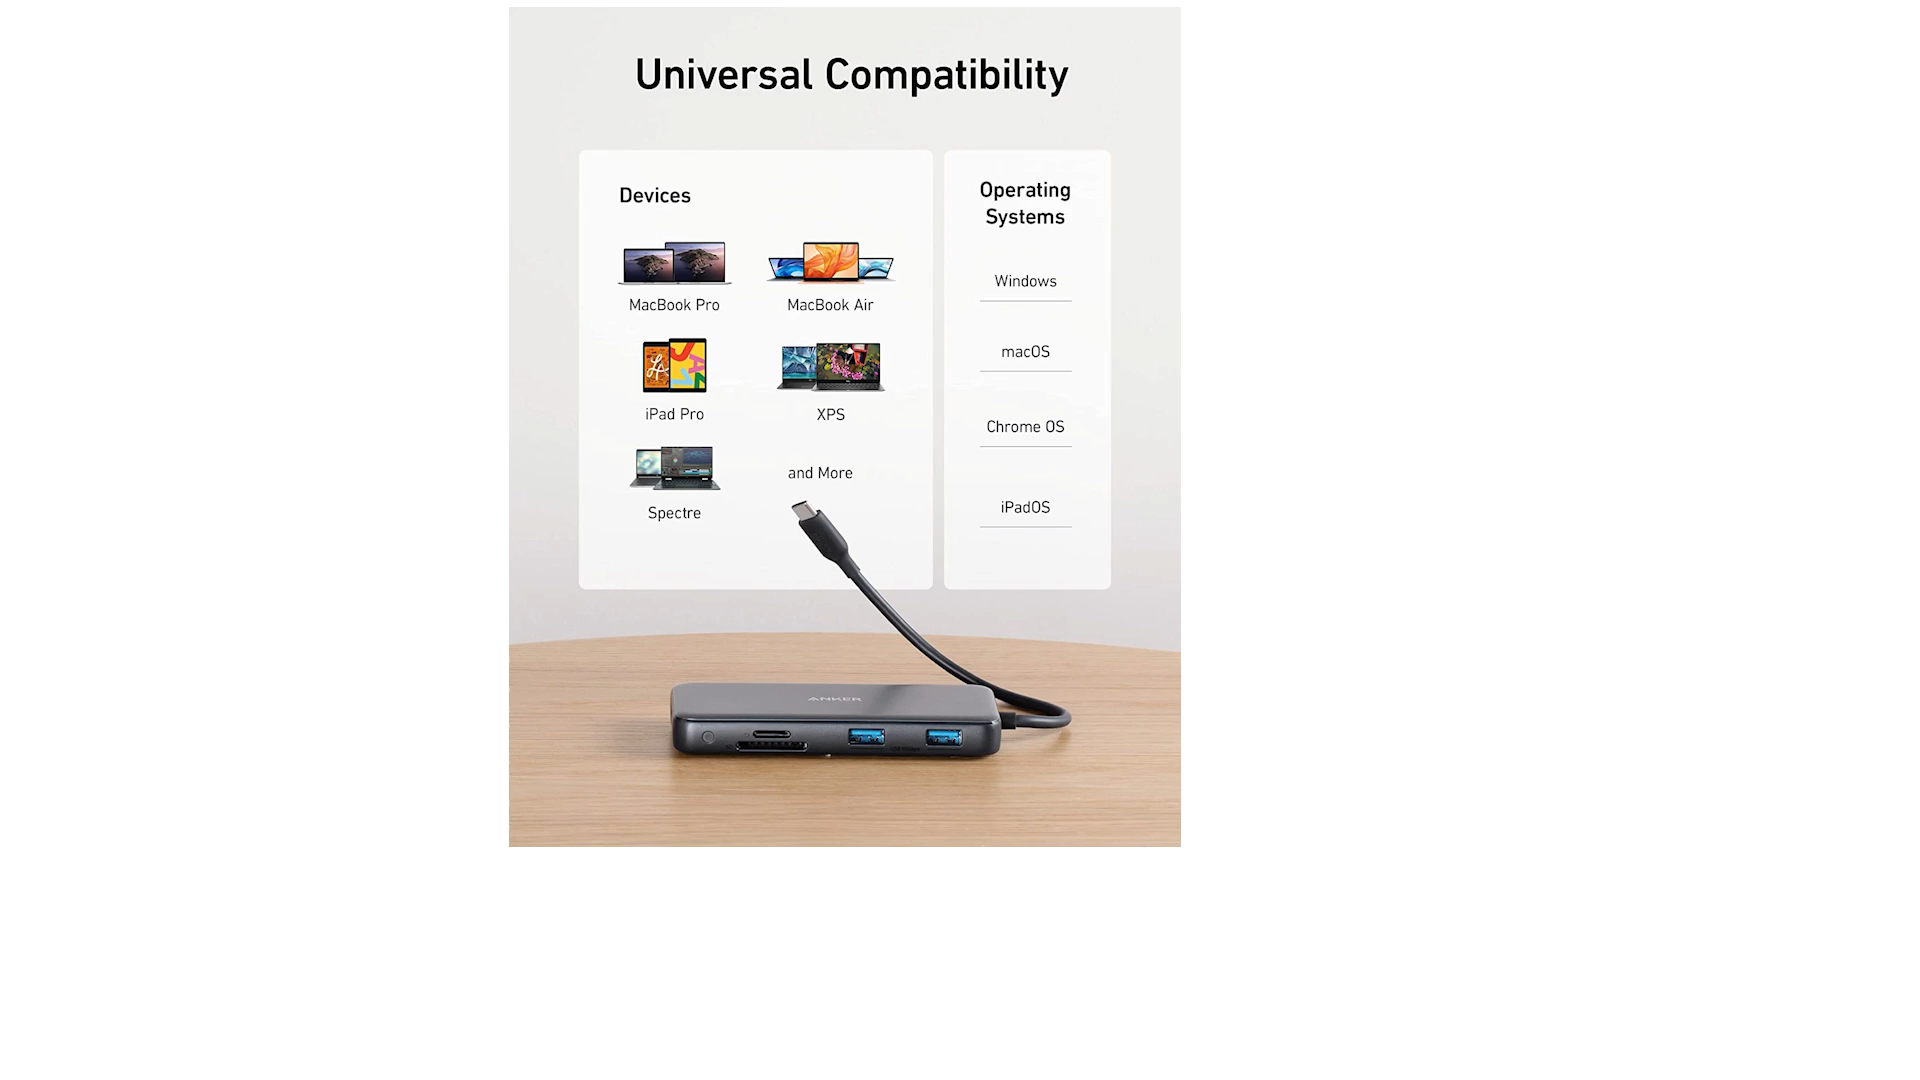 Universal Compatibility
Devices
MacBook Pro
MacBook Air
iPad Pro
XPS
Spectre
and More
Operating
Systems
Windows
macOS
Chrome OS
iPadOS
ANKER